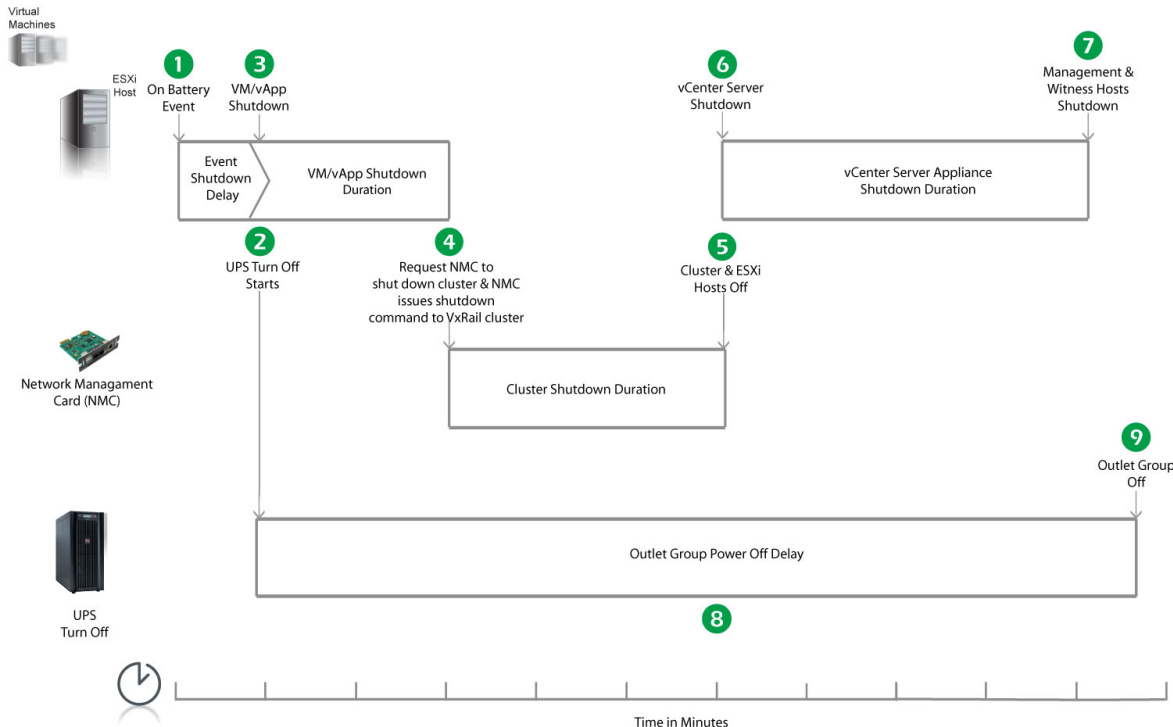 Virtual
Machines
ESXi
Host
1
On Battery
Event
3
VM/vApp
Shutdown
6
vCenter Server
Shutdown
7
Management &
Witness Hosts
Shutdown
Event
Shutdown
Delay
VM/vApp Shutdown
Duration
vCenter Server Appliance
Shutdown Duration
2
UPS Turn Off
Starts
4
Request NMC to
shut down cluster & NMC
issues shutdown
command to VxRail cluster
5
Cluster & ESXi
Hosts Off
Network Managament
Card (NMC)
Cluster Shutdown Duration
9
Outlet Group
Off
Outlet Group Power Off Delay
8
UPS
Turn Off
Time in Minutes